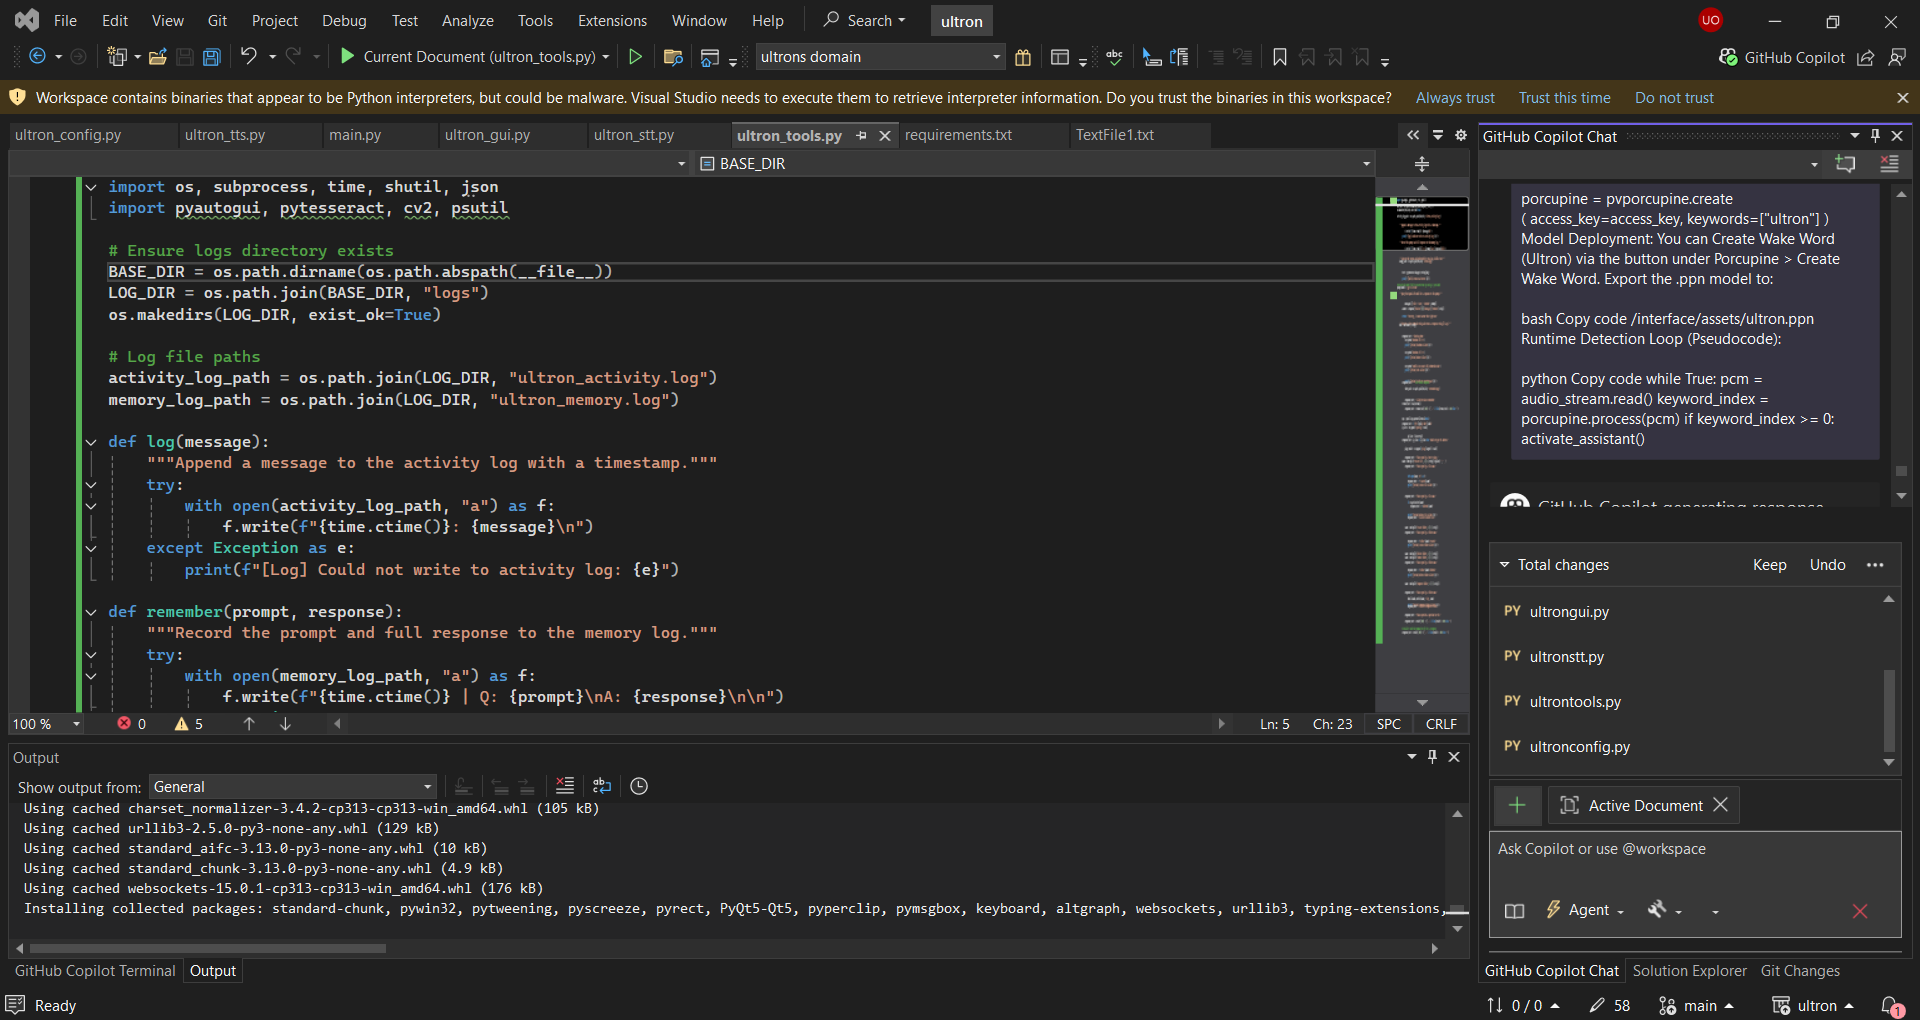 File Edit View Git Project Debug Test Analyze Tools Extensions Window Help Search ultron UO
Current Document (ultron_tools.py) ultrons domain GitHub Copilot
Workspace contains binaries that appear to be Python interpreters, but could be malware. Visual Studio needs to execute them to retrieve interpreter information. Do you trust the binaries in this workspace? Always trust Trust this time Do not trust
ultron_config.py ultron_tts.py main.py ultron_gui.py ultron_stt.py ultron_tools.py requirements.txt TextFile1.txt
BASE_DIR
import os, subprocess, time, shutil, json
import pyautogui, pytesseract, cv2, psutil
# Ensure logs directory exists
BASE_DIR = os.path.dirname(os.path.abspath(__file__))
LOG_DIR = os.path.join(BASE_DIR, "logs")
os.makedirs(LOG_DIR, exist_ok=True)
# Log file paths
activity_log_path = os.path.join(LOG_DIR, "ultron_activity.log")
memory_log_path = os.path.join(LOG_DIR, "ultron_memory.log")
def log(message):
"""Append a message to the activity log with a timestamp."""
try:
with open(activity_log_path, "a") as f:
f.write(f"{time.ctime()}: {message}\n")
except Exception as e:
print(f"[Log] Could not write to activity log: {e}")
def remember(prompt, response):
"""Record the prompt and full response to the memory log."""
try:
with open(memory_log_path, "a") as f:
f.write(f"{time.ctime()} | Q: {prompt}\nA: {response}\n\n")
100 % 0 5 Ln: 5 Ch: 23 SPC CRLF
Output
Show output from: General
Using cached charset_normalizer-3.4.2-cp313-cp313-win_amd64.whl (105 kB)
Using cached urllib3-2.5.0-py3-none-any.whl (129 kB)
Using cached standard_aifc-3.13.0-py3-none-any.whl (10 kB)
Using cached standard_chunk-3.13.0-py3-none-any.whl (4.9 kB)
Using cached websockets-15.0.1-cp313-cp313-win_amd64.whl (176 kB)
Installing collected packages: standard-chunk, pywin32, pytweening, pyscreeze, pyrect, PyQt5-Qt5, pyperclip, pymsgbox, keyboard, altgraph, websockets, urllib3, typing-extensions,
GitHub Copilot Terminal Output
GitHub Copilot Chat
porcupine = pvporcupine.create
( access_key=access_key, keywords=["ultron"] )
Model Deployment: You can Create Wake Word
(Ultron) via the button under Porcupine > Create
Wake Word. Export the .ppn model to:
bash Copy code /interface/assets/ultron.ppn
Runtime Detection Loop (Pseudocode):
python Copy code while True: pcm =
audio_stream.read() keyword_index =
porcupine.process(pcm) if keyword_index >= 0:
activate_assistant()
GitHub Copilot generating response
Total changes Keep Undo
PY ultrongui.py
PY ultronstt.py
PY ultrontools.py
PY ultronconfig.py
Active Document
Ask Copilot or use @workspace
Agent
GitHub Copilot Chat Solution Explorer Git Changes
Ready 0 / 0 58 main ultron 1